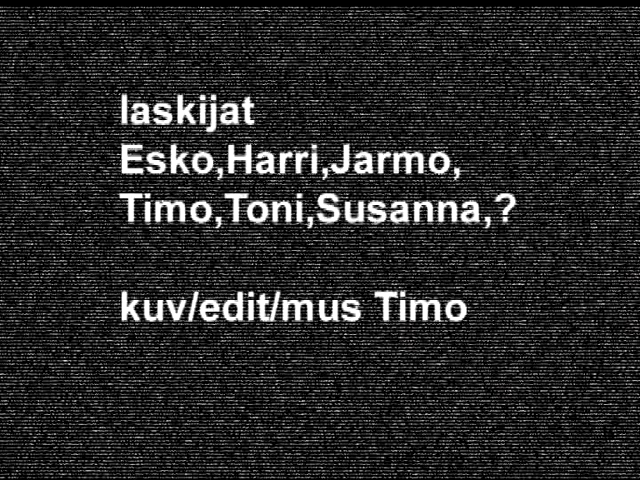 laskijat
Esko,Harri,Jarmo,
Timo,Toni,Susanna,?
kuv/edit/mus Timo